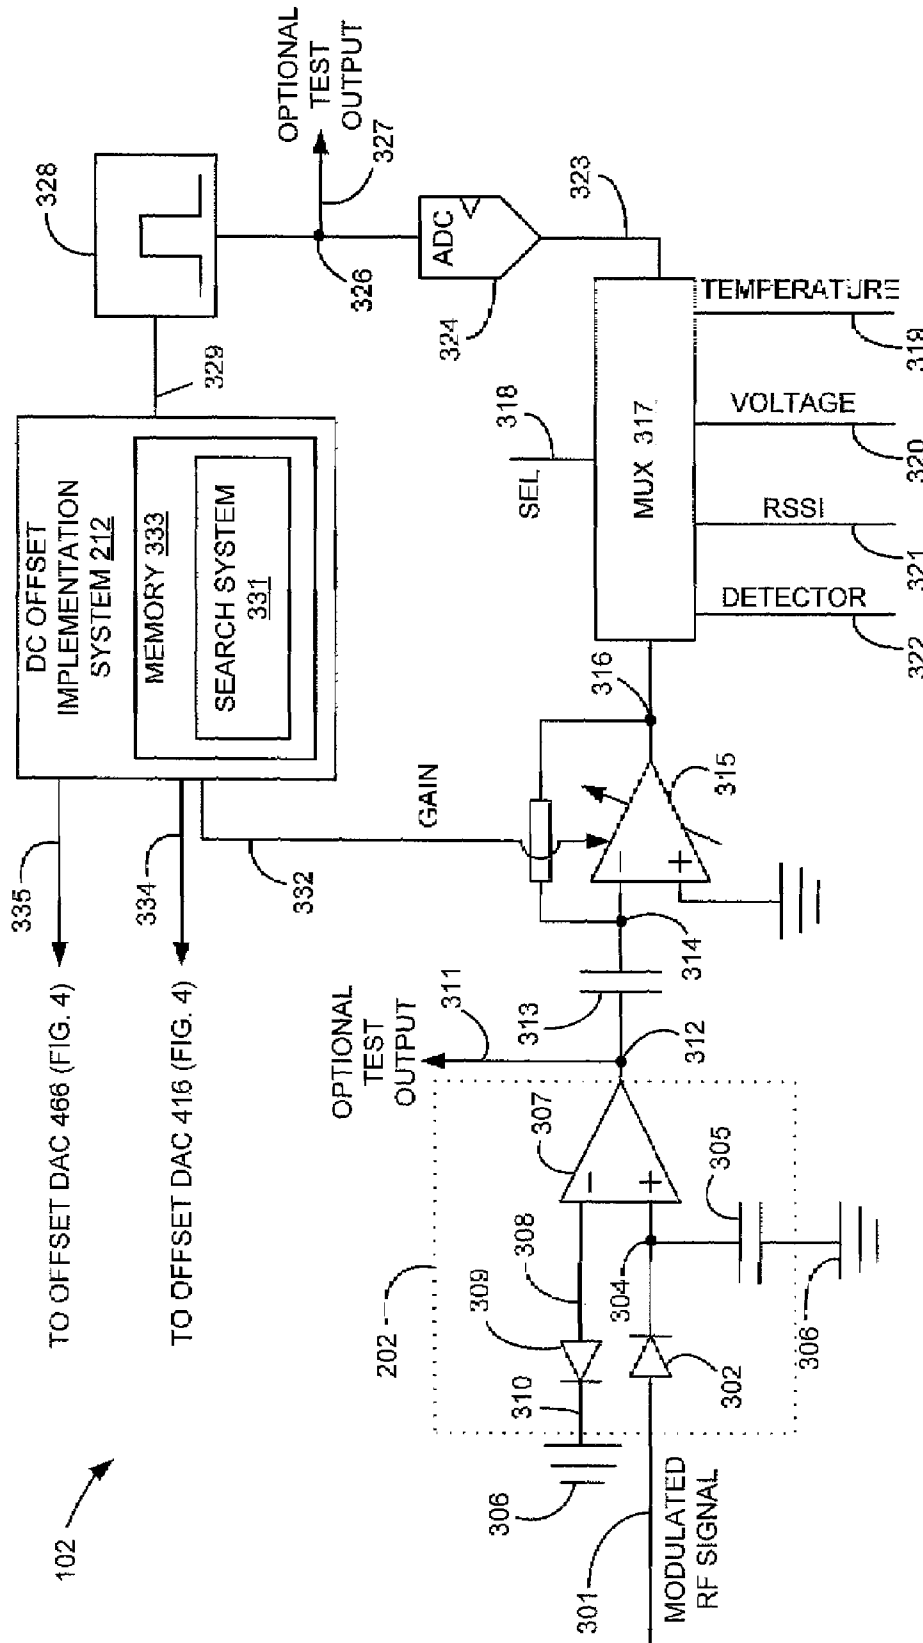 102
TO OFFSET DAC 466 (FIG. 4)
335
TO OFFSET DAC 416 (FIG. 4)
334
332
GAIN
DC OFFSET
IMPLEMENTATION
SYSTEM 212
MEMORY 333
SEARCH SYSTEM
331
329
328
OPTIONAL
TEST
OUTPUT
327
326
ADC
324
323
MODULATED
RF SIGNAL
301
306
310
309
308
202
302
304
305
306
307
OPTIONAL
TEST
OUTPUT
311
312
313
314
315
316
SEL
318
MUX 317
DETECTOR
322
RSSI
321
VOLTAGE
320
TEMPERATURE
319